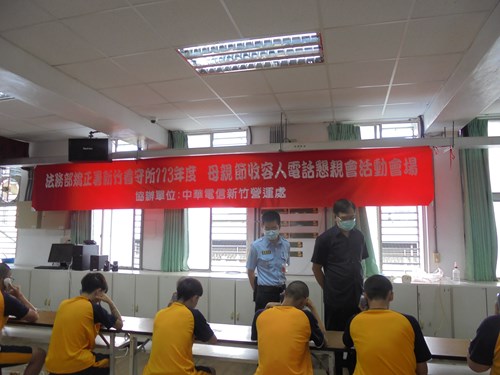 法務部矯正署新竹看守所113年度 母親節收容人電話懇親會活動會場
協辦單位:中華電信新竹營運處